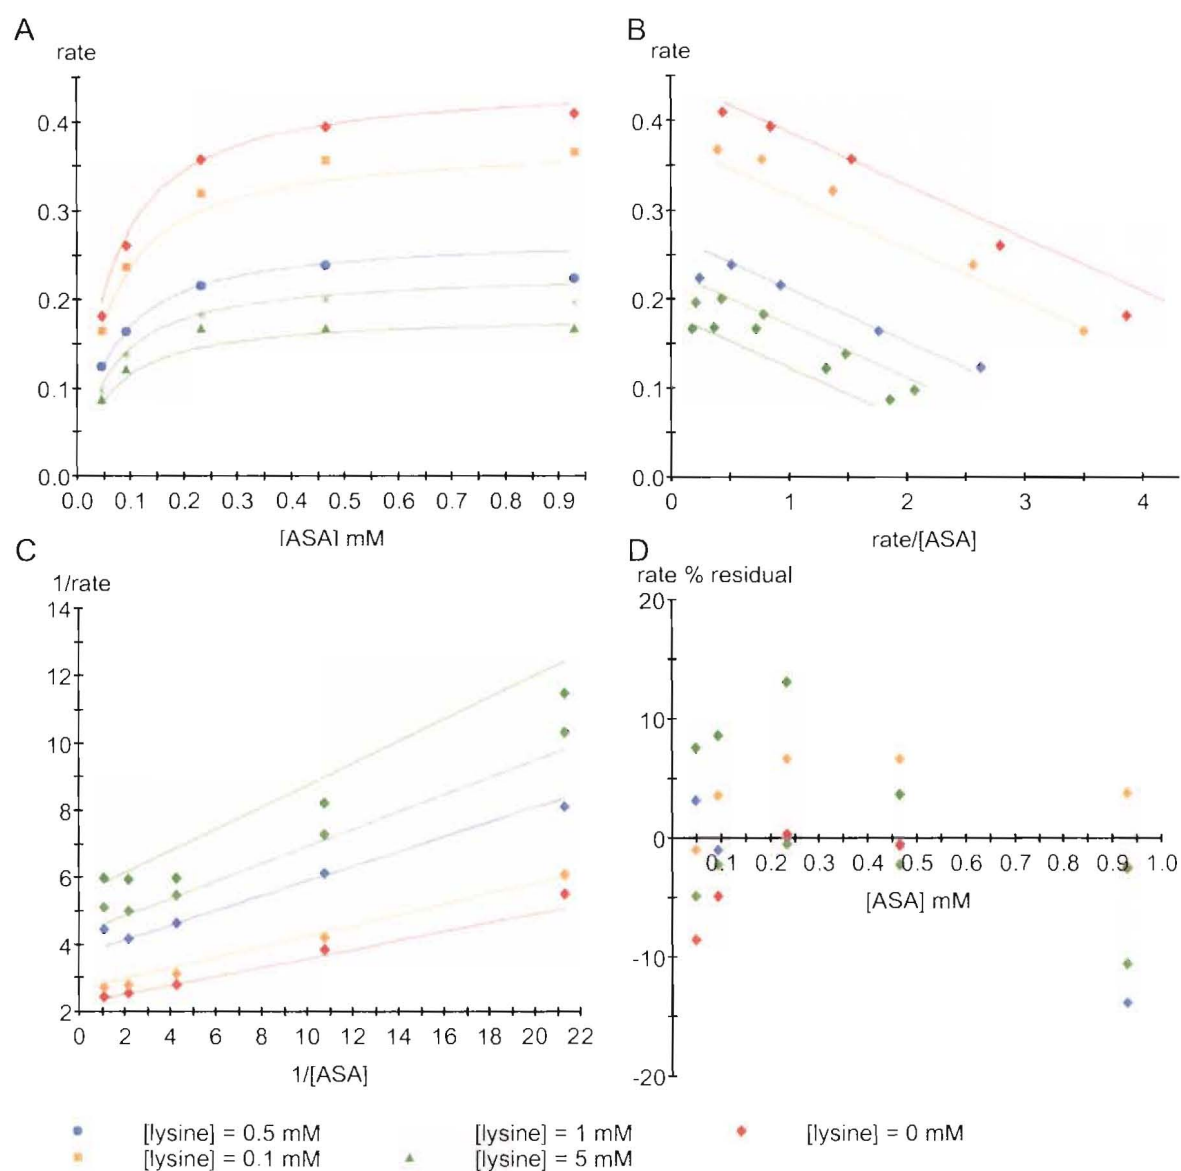 A
rate
0.4
0.3
0.2
0.1
0.0
0.0 0.1 0.2 0.3 0.4 0.5 0.6 0.7 0.8 0.9
[ASA] mM
B
rate
0.4
0.3
0.2
0.1
0.0
0 1 2 3 4
rate/[ASA]
C
1/rate
14
12
10
8
6
4
2
0 2 4 6 8 10 12 14 16 18 20 22
1/[ASA]
D
rate % residual
20
10
0
-10
-20
0.1 0.2 0.3 0.4 0.5 0.6 0.7 0.8 0.9 1.0
[ASA] mM
[lysine] = 0.5 mM
[lysine] = 1 mM
[lysine] = 0 mM
[lysine] = 0.1 mM
[lysine] = 5 mM